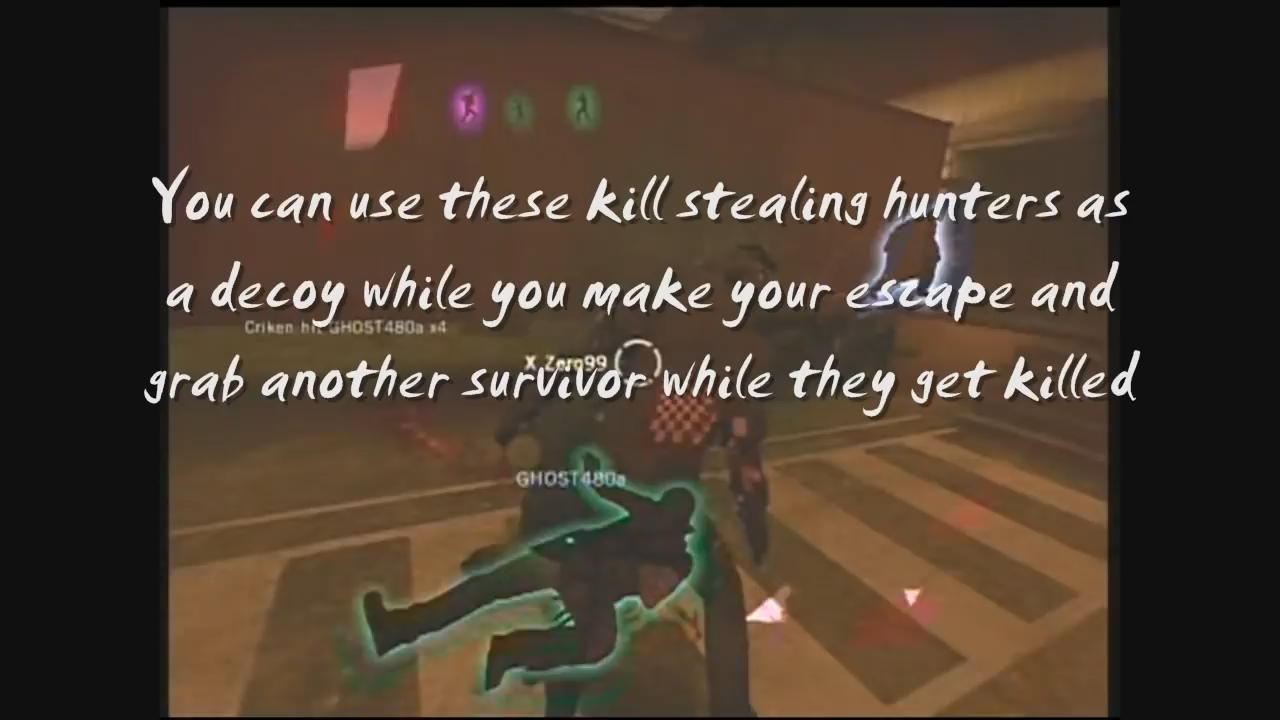 You can use these kill stealing hunters as
a decoy while you make your escape and
Criken hit GHOST480a x4
X Zero99
grab another survivor while they get killed
GHOST480a